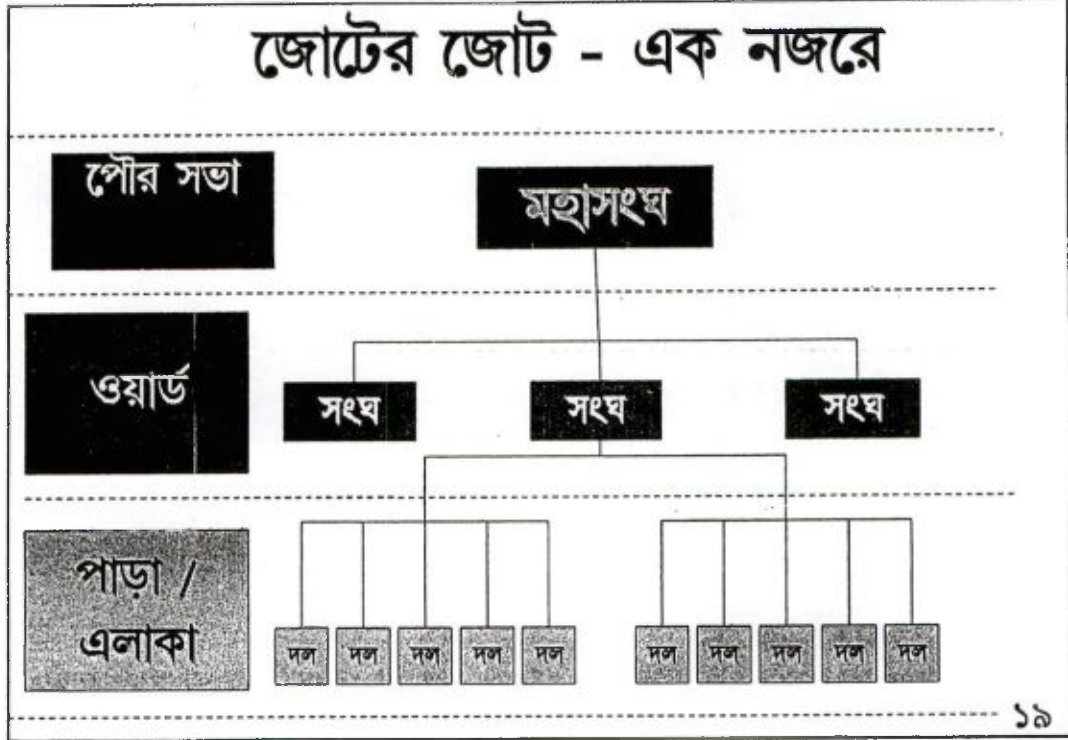 জোটের জোট - এক নজরে
পৌর সভা
মহাসংঘ
ওয়ার্ড
সংঘ সংঘ সংঘ
পাড়া /
এলাকা
দল দল দল দল দল দল দল দল দল দল
১৯